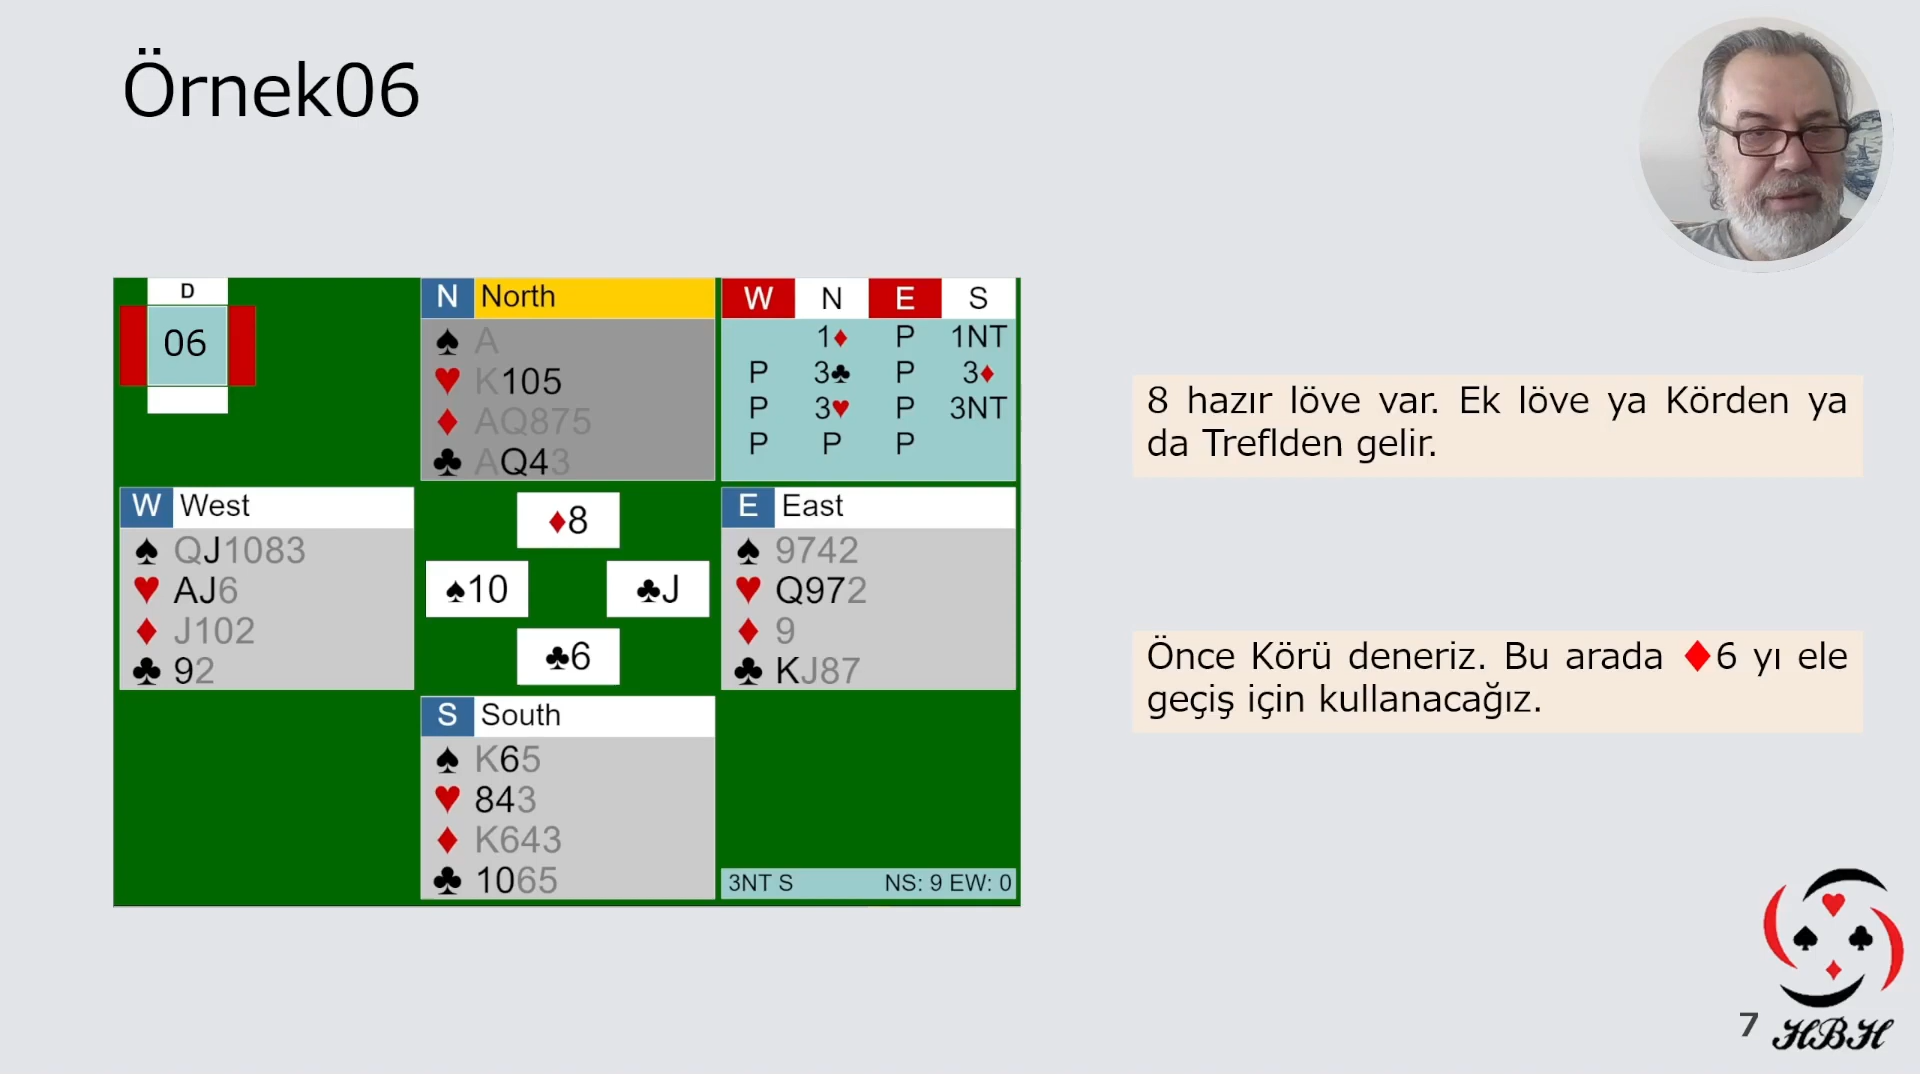 Örnek06
D
06
N North
♠ A
♥ K105
♦ AQ875
♣ AQ43
W N E S
1♦ P 1NT
P 3♣ P 3♦
P 3♥ P 3NT
P P P
W West
♠ QJ1083
♥ AJ6
♦ J102
♣ 92
♦8
♠10
♣J
♣6
E East
♠ 9742
♥ Q972
♦ 9
♣ KJ87
S South
♠ K65
♥ 843
♦ K643
♣ 1065
3NT S NS: 9 EW: 0
8 hazır löve var. Ek löve ya Körden ya
da Treflden gelir.
Önce Körü deneriz. Bu arada ♦6 yı ele
geçiş için kullanacağız.
7
HBH